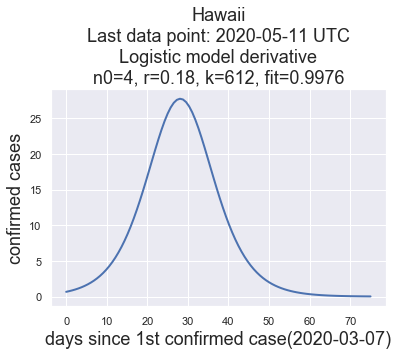 Hawaii
Last data point: 2020-05-11 UTC
Logistic model derivative
n0=4, r=0.18, k=612, fit=0.9976
confirmed cases
25
20
15
10
5
0
0 10 20 30 40 50 60 70
days since 1st confirmed case(2020-03-07)